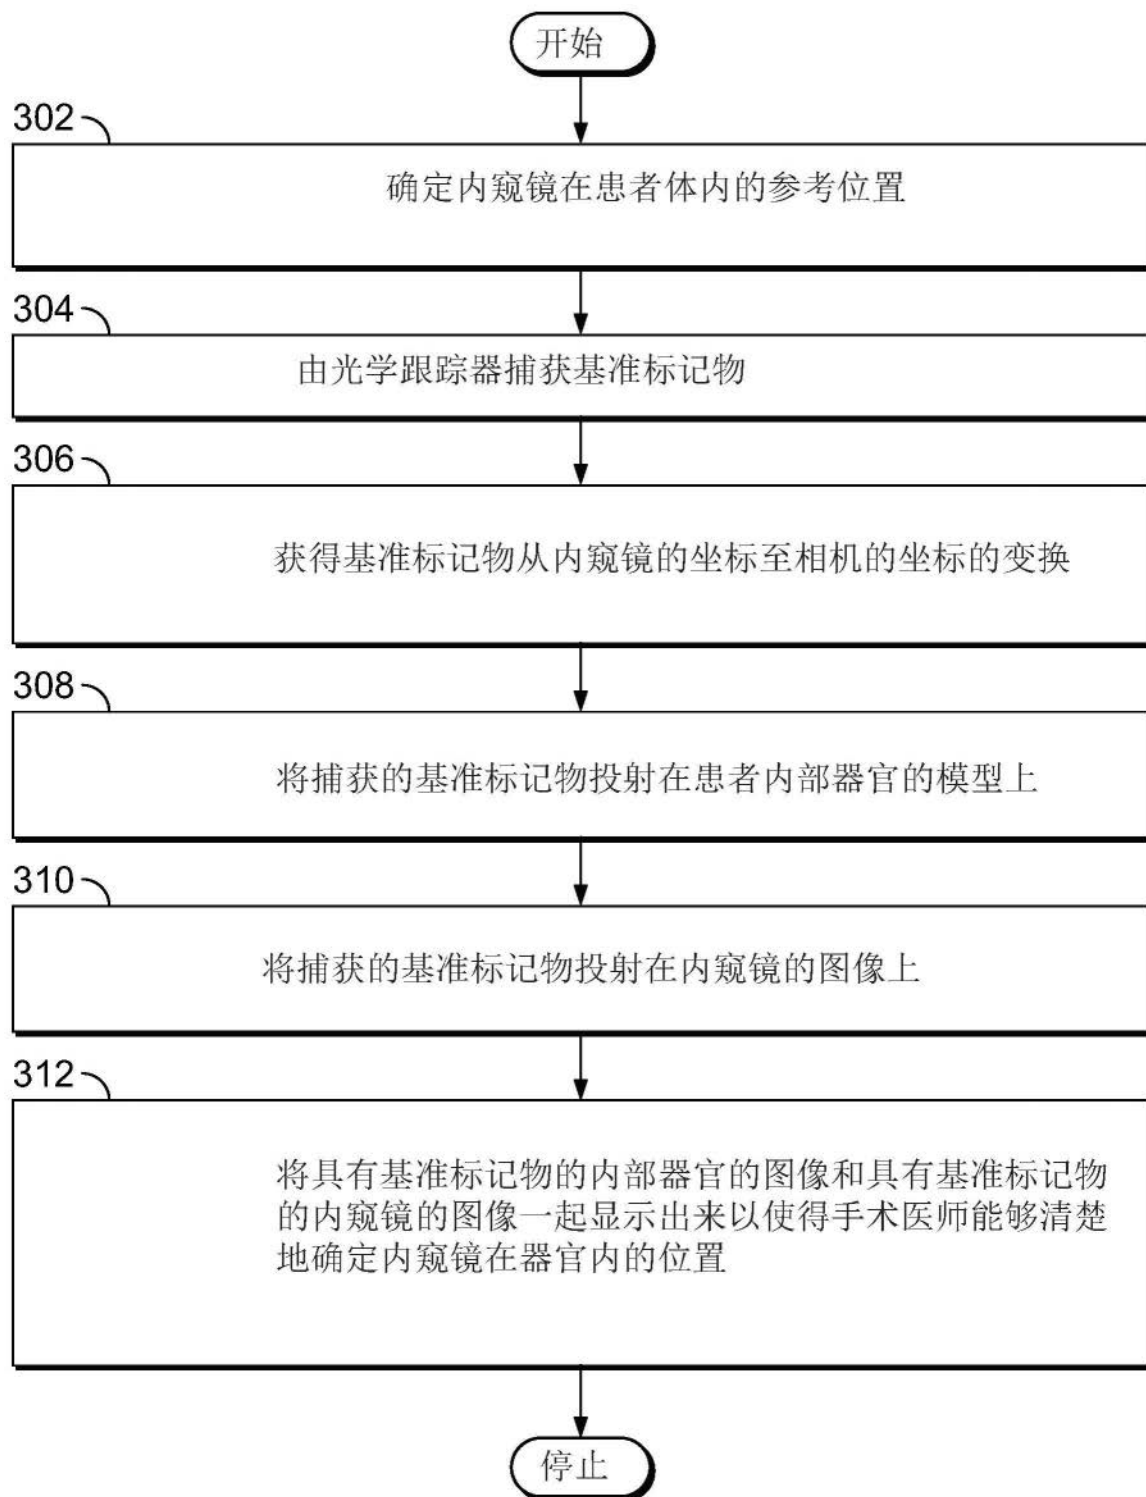 开始
302
确定内窥镜在患者体内的参考位置
304
由光学跟踪器捕获基准标记物
306
获得基准标记物从内窥镜的坐标至相机的坐标的变换
308
将捕获的基准标记物投射在患者内部器官的模型上
310
将捕获的基准标记物投射在内窥镜的图像上
312
将具有基准标记物的内部器官的图像和具有基准标记物
的内窥镜的图像一起显示出来以使得手术医师能够清楚
地确定内窥镜在器官内的位置
停止